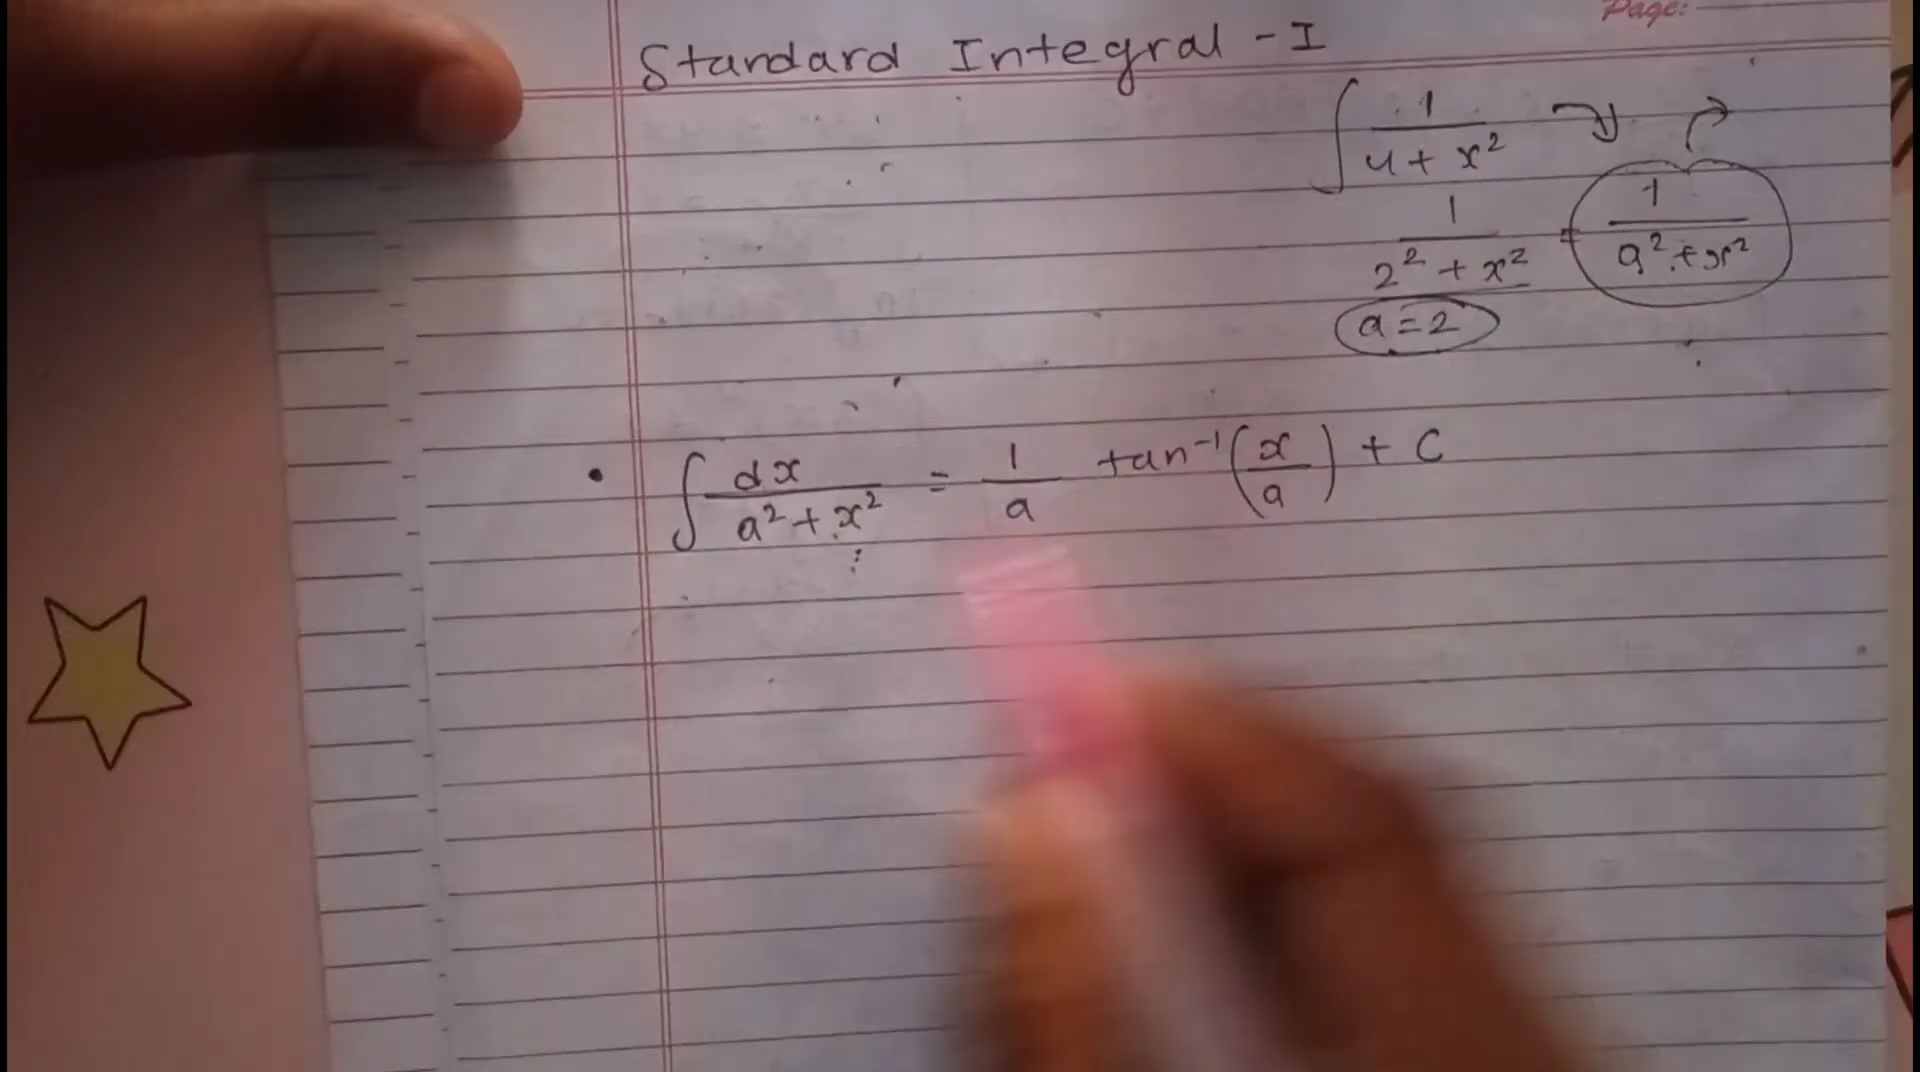 Page:
Standard Integral - I
∫ 1/(4 + x²)
1/(2² + x²) = 1/(a² + x²)
a = 2
• ∫ dx/(a² + x²) = 1/a tan⁻¹(x/a) + C